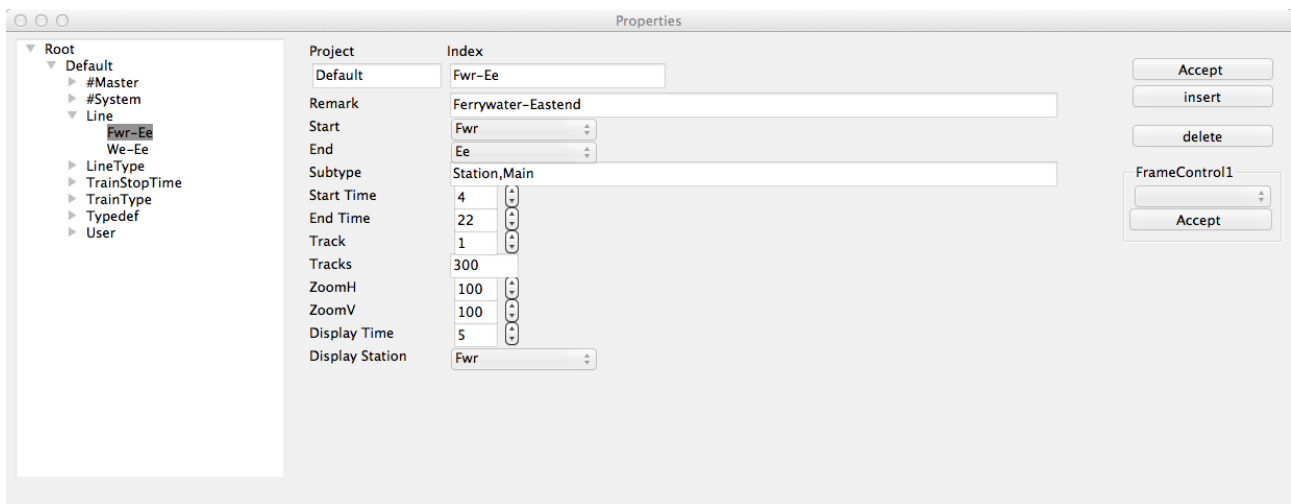 Properties
Root
Default
#Master
#System
Line
Fwr-Ee
We-Ee
LineType
TrainStopTime
TrainType
Typedef
User
Project Index
Default Fwr-Ee
Remark Ferrywater-Eastend
Start Fwr
End Ee
Subtype Station,Main
Start Time 4
End Time 22
Track 1
Tracks 300
ZoomH 100
ZoomV 100
Display Time 5
Display Station Fwr
Accept
insert
delete
FrameControl1
Accept